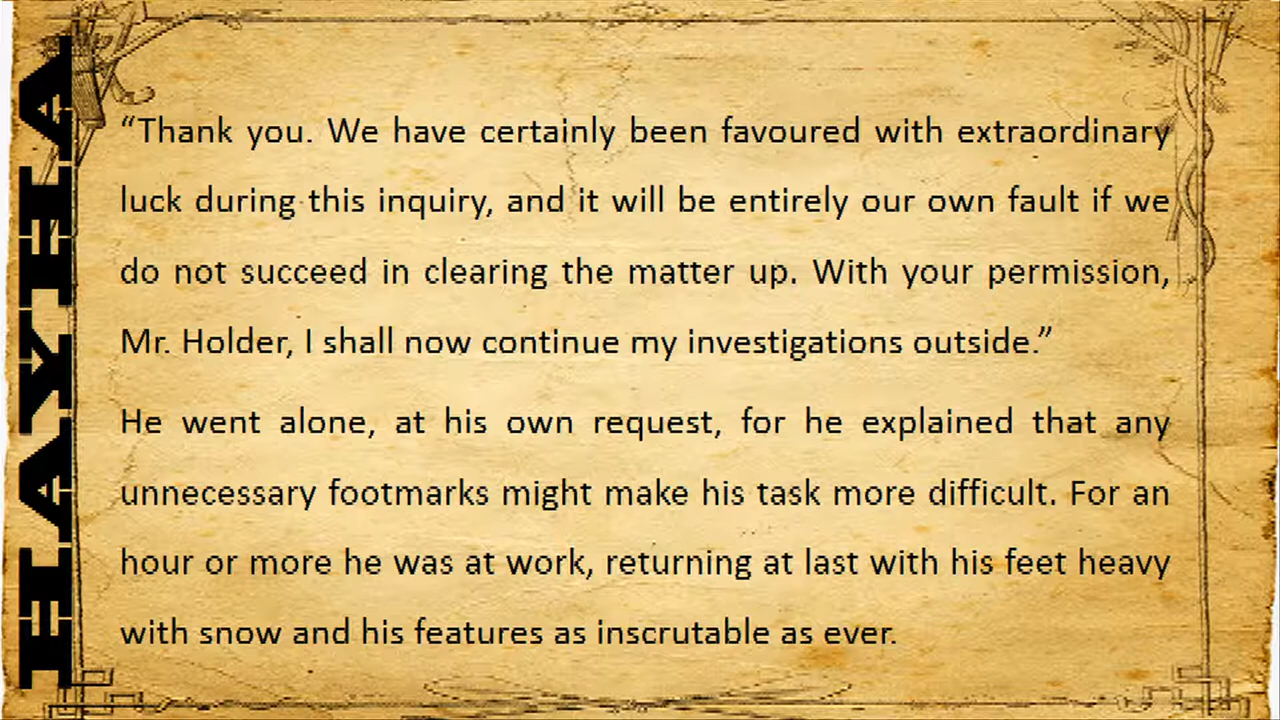 HAYHA
“Thank you. We have certainly been favoured with extraordinary
luck during this inquiry, and it will be entirely our own fault if we
do not succeed in clearing the matter up. With your permission,
Mr. Holder, I shall now continue my investigations outside.”
He went alone, at his own request, for he explained that any
unnecessary footmarks might make his task more difficult. For an
hour or more he was at work, returning at last with his feet heavy
with snow and his features as inscrutable as ever.